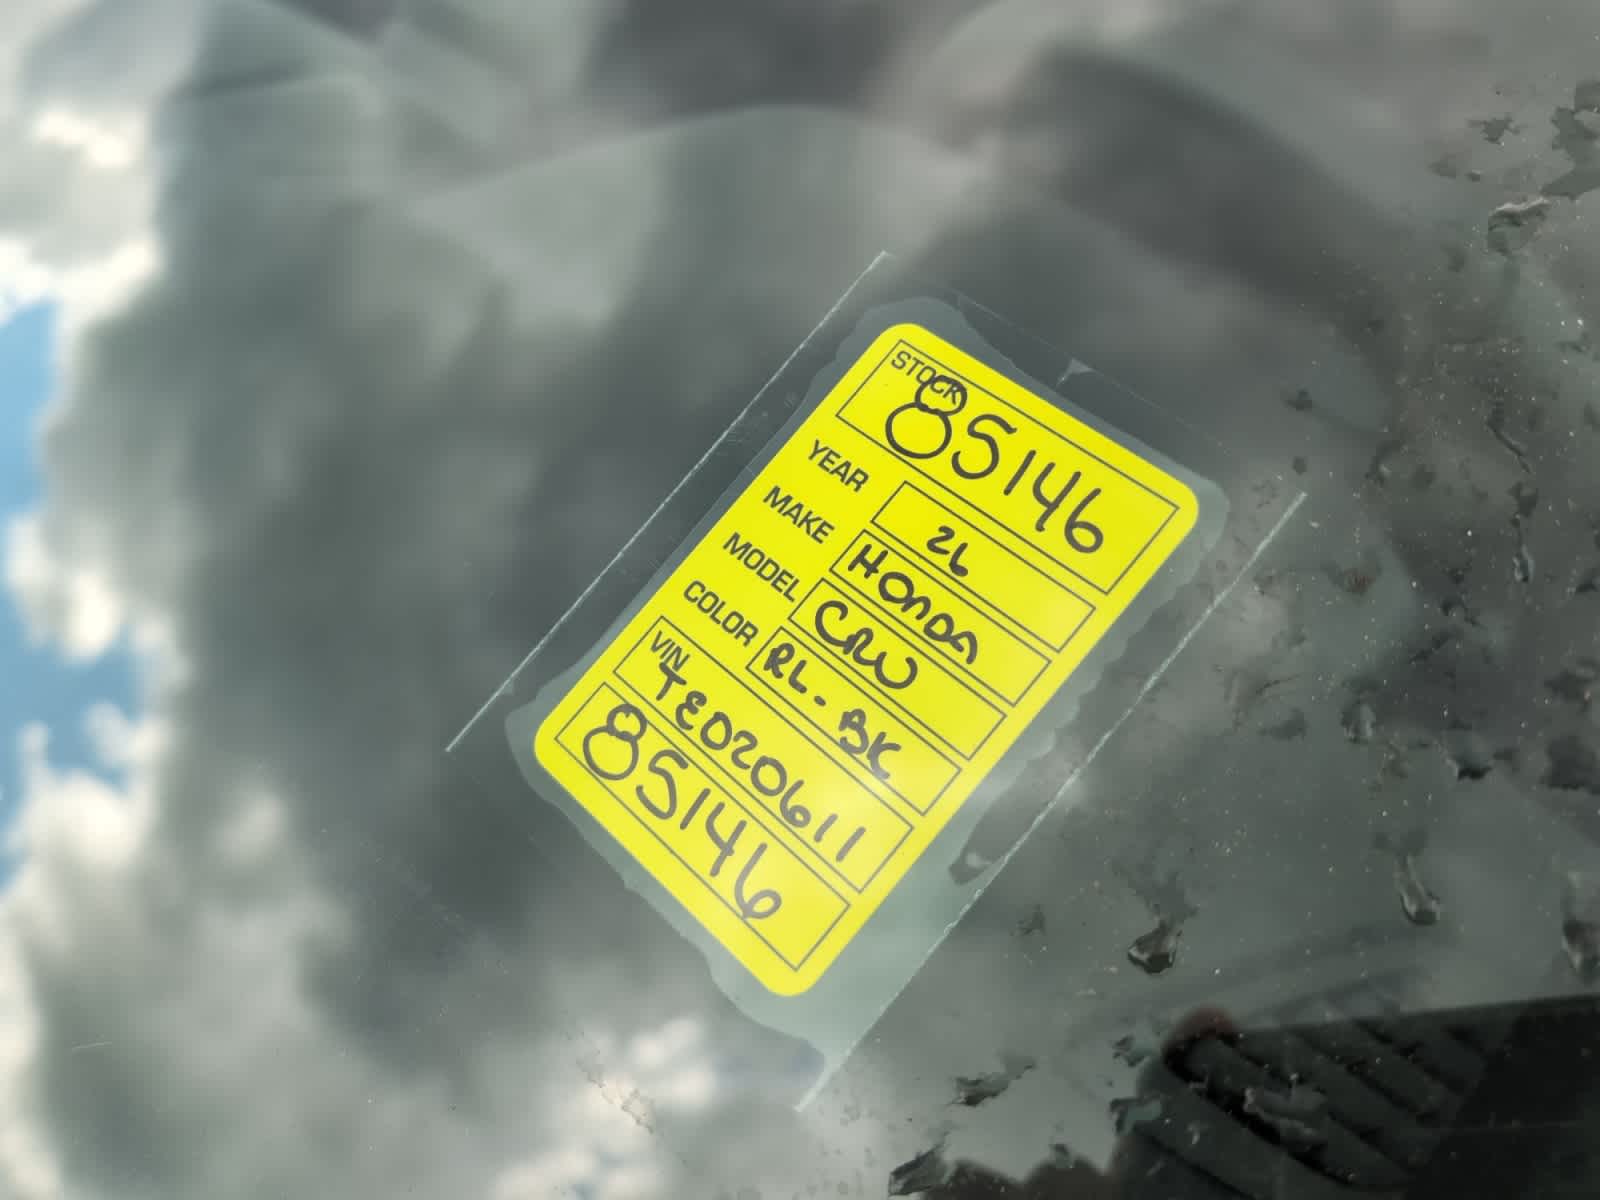 STOCK
85146
YEAR 26
MAKE HONDA
MODEL CRV
COLOR RL-BK
VIN
TE020611
85146